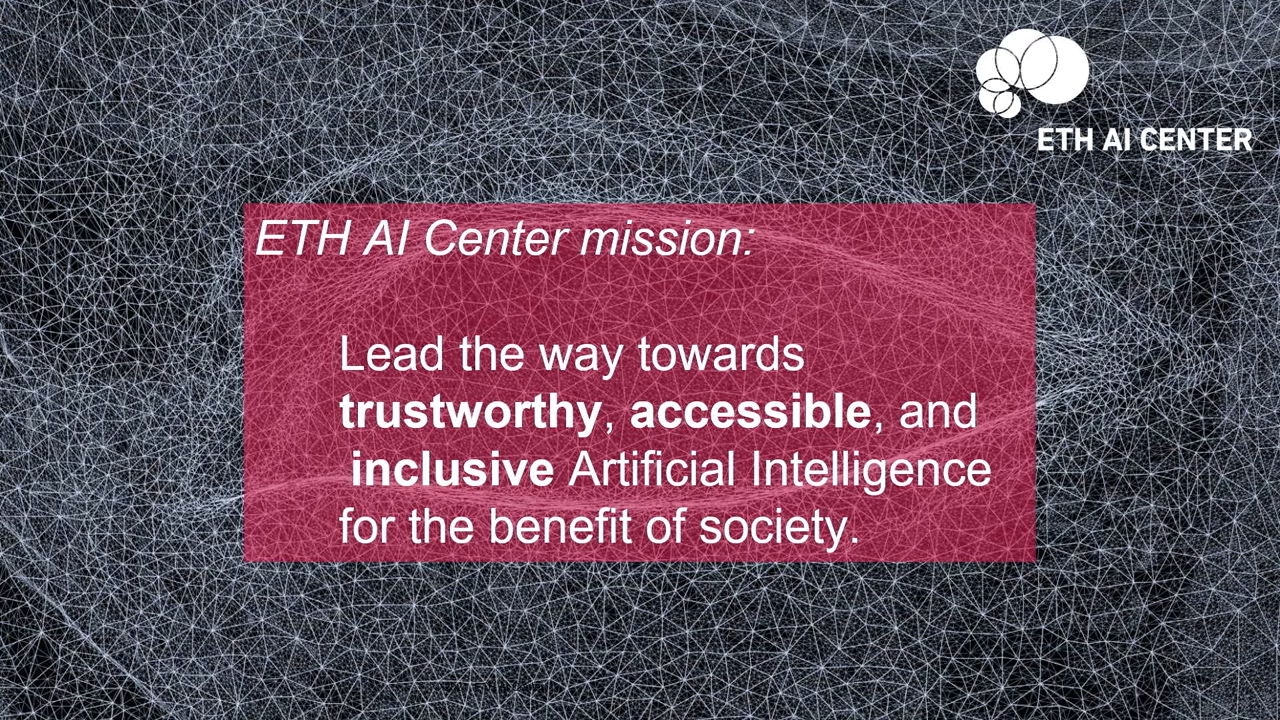 ETH AI CENTER
ETH AI Center mission:
Lead the way towards
trustworthy, accessible, and
inclusive Artificial Intelligence
for the benefit of society.